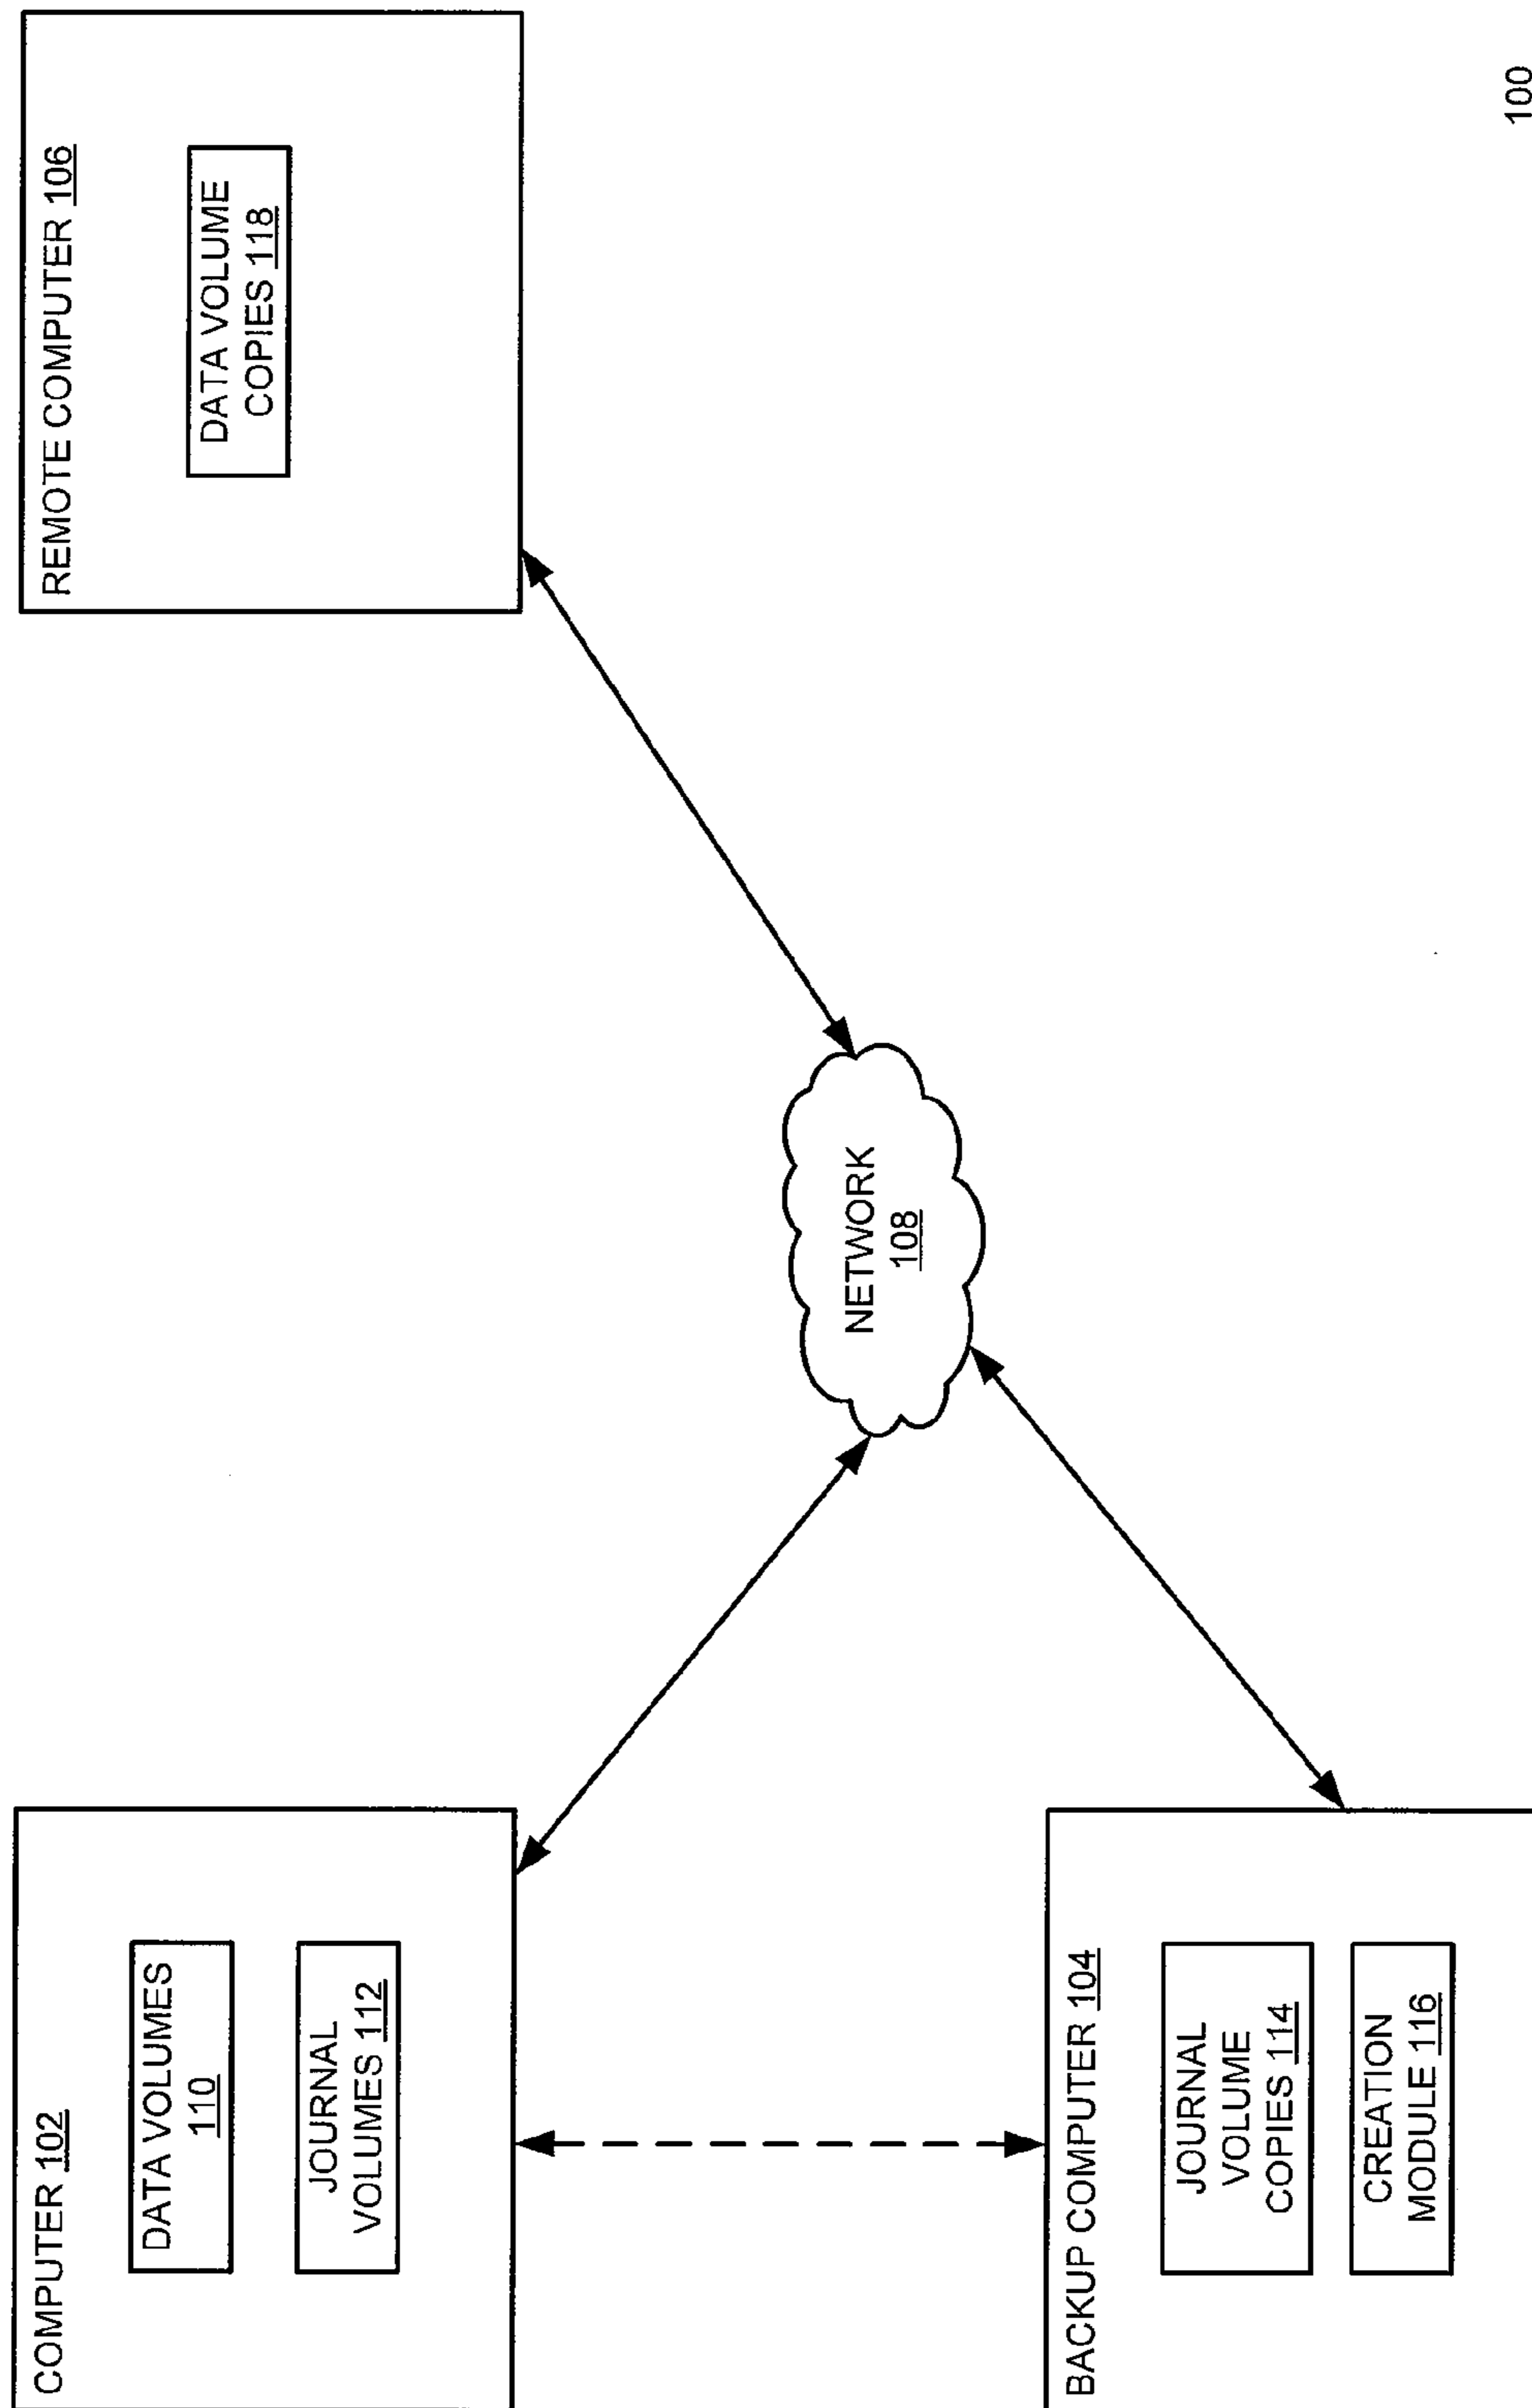 COMPUTER 102
DATA VOLUMES
110
JOURNAL
VOLUMES 112
BACKUP COMPUTER 104
JOURNAL
VOLUME
COPIES 114
CREATION
MODULE 116
NETWORK
108
REMOTE COMPUTER 106
DATA VOLUME
COPIES 118
100